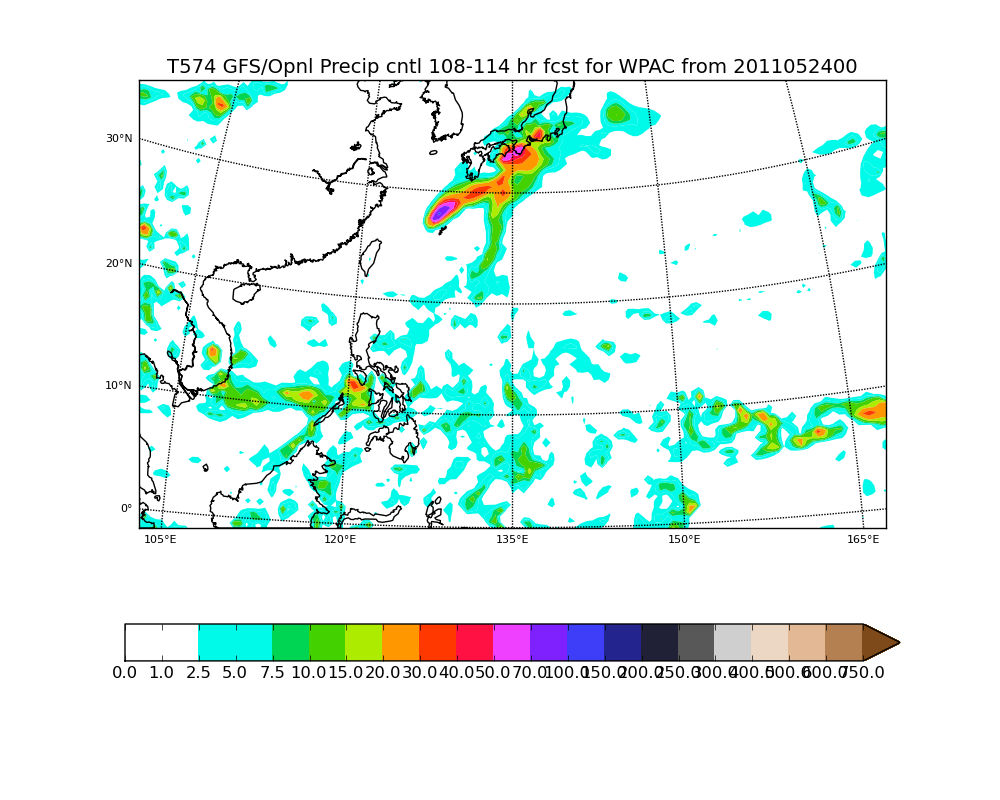 T574 GFS/Opnl Precip cntl 108-114 hr fcst for WPAC from 2011052400
30°N
20°N
10°N
0°
105°E 120°E 135°E 150°E 165°E
0.0 1.0 2.5 5.0 7.5 10.0 15.0 20.0 30.0 40.0 50.0 70.0 100.0 150.0 200.0 250.0 300.0 400.0 500.0 600.0 750.0